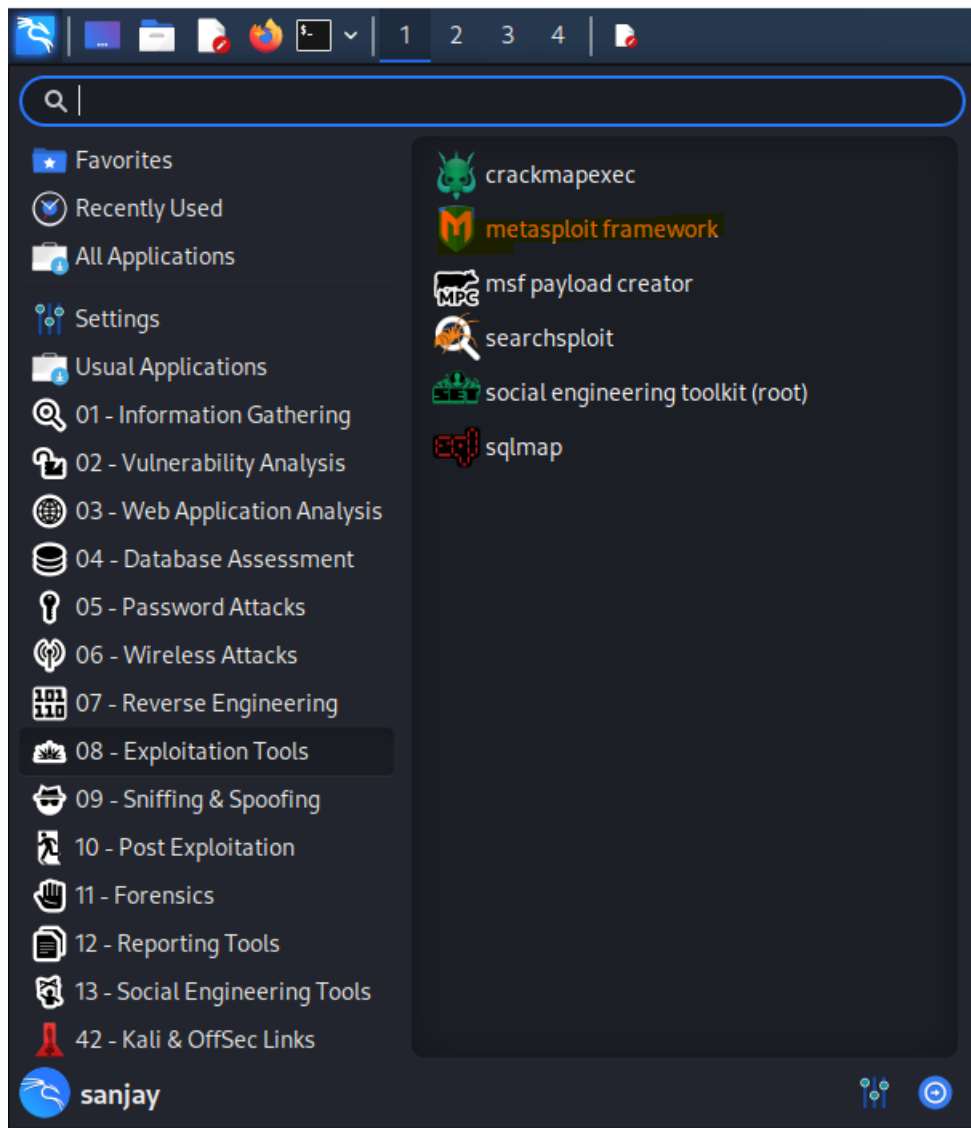 1 2 3 4
Favorites
Recently Used
All Applications
Settings
Usual Applications
01 - Information Gathering
02 - Vulnerability Analysis
03 - Web Application Analysis
04 - Database Assessment
05 - Password Attacks
06 - Wireless Attacks
07 - Reverse Engineering
08 - Exploitation Tools
09 - Sniffing & Spoofing
10 - Post Exploitation
11 - Forensics
12 - Reporting Tools
13 - Social Engineering Tools
42 - Kali & OffSec Links
crackmapexec
metasploit framework
MPC msf payload creator
searchsploit
SET social engineering toolkit (root)
sql sqlmap
sanjay